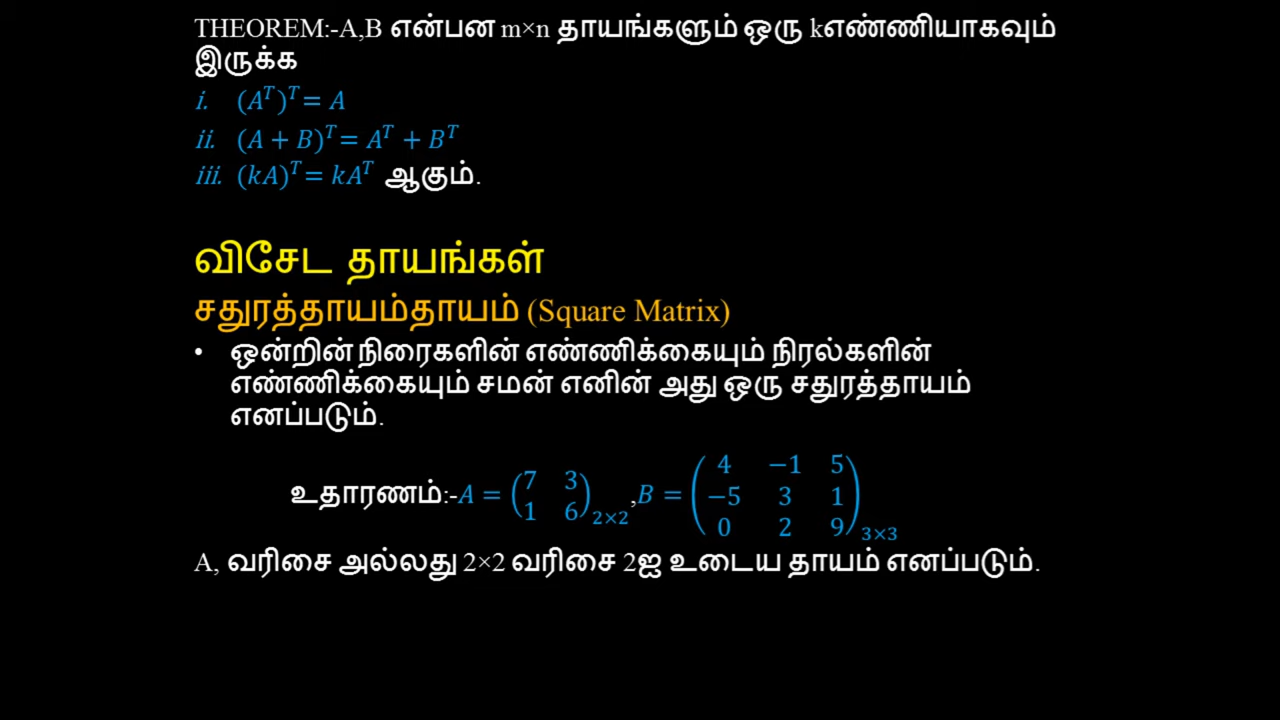 THEOREM:-A,B என்பன m×n தாயங்களும் ஒரு kஎண்ணியாகவும்
இருக்க
i. (A^T)^T = A
ii. (A + B)^T = A^T + B^T
iii. (kA)^T = kA^T ஆகும்.
விசேட தாயங்கள்
சதுரத்தாயம்தாயம் (Square Matrix)
• ஒன்றின் நிரைகளின் எண்ணிக்கையும் நிரல்களின்
எண்ணிக்கையும் சமன் எனின் அது ஒரு சதுரத்தாயம்
எனப்படும்.
உதாரணம்:-A = (7 3; 1 6)_{2×2} ,B = (4 −1 5; −5 3 1; 0 2 9)_{3×3}
A, வரிசை அல்லது 2×2 வரிசை 2ஐ உடைய தாயம் எனப்படும்.